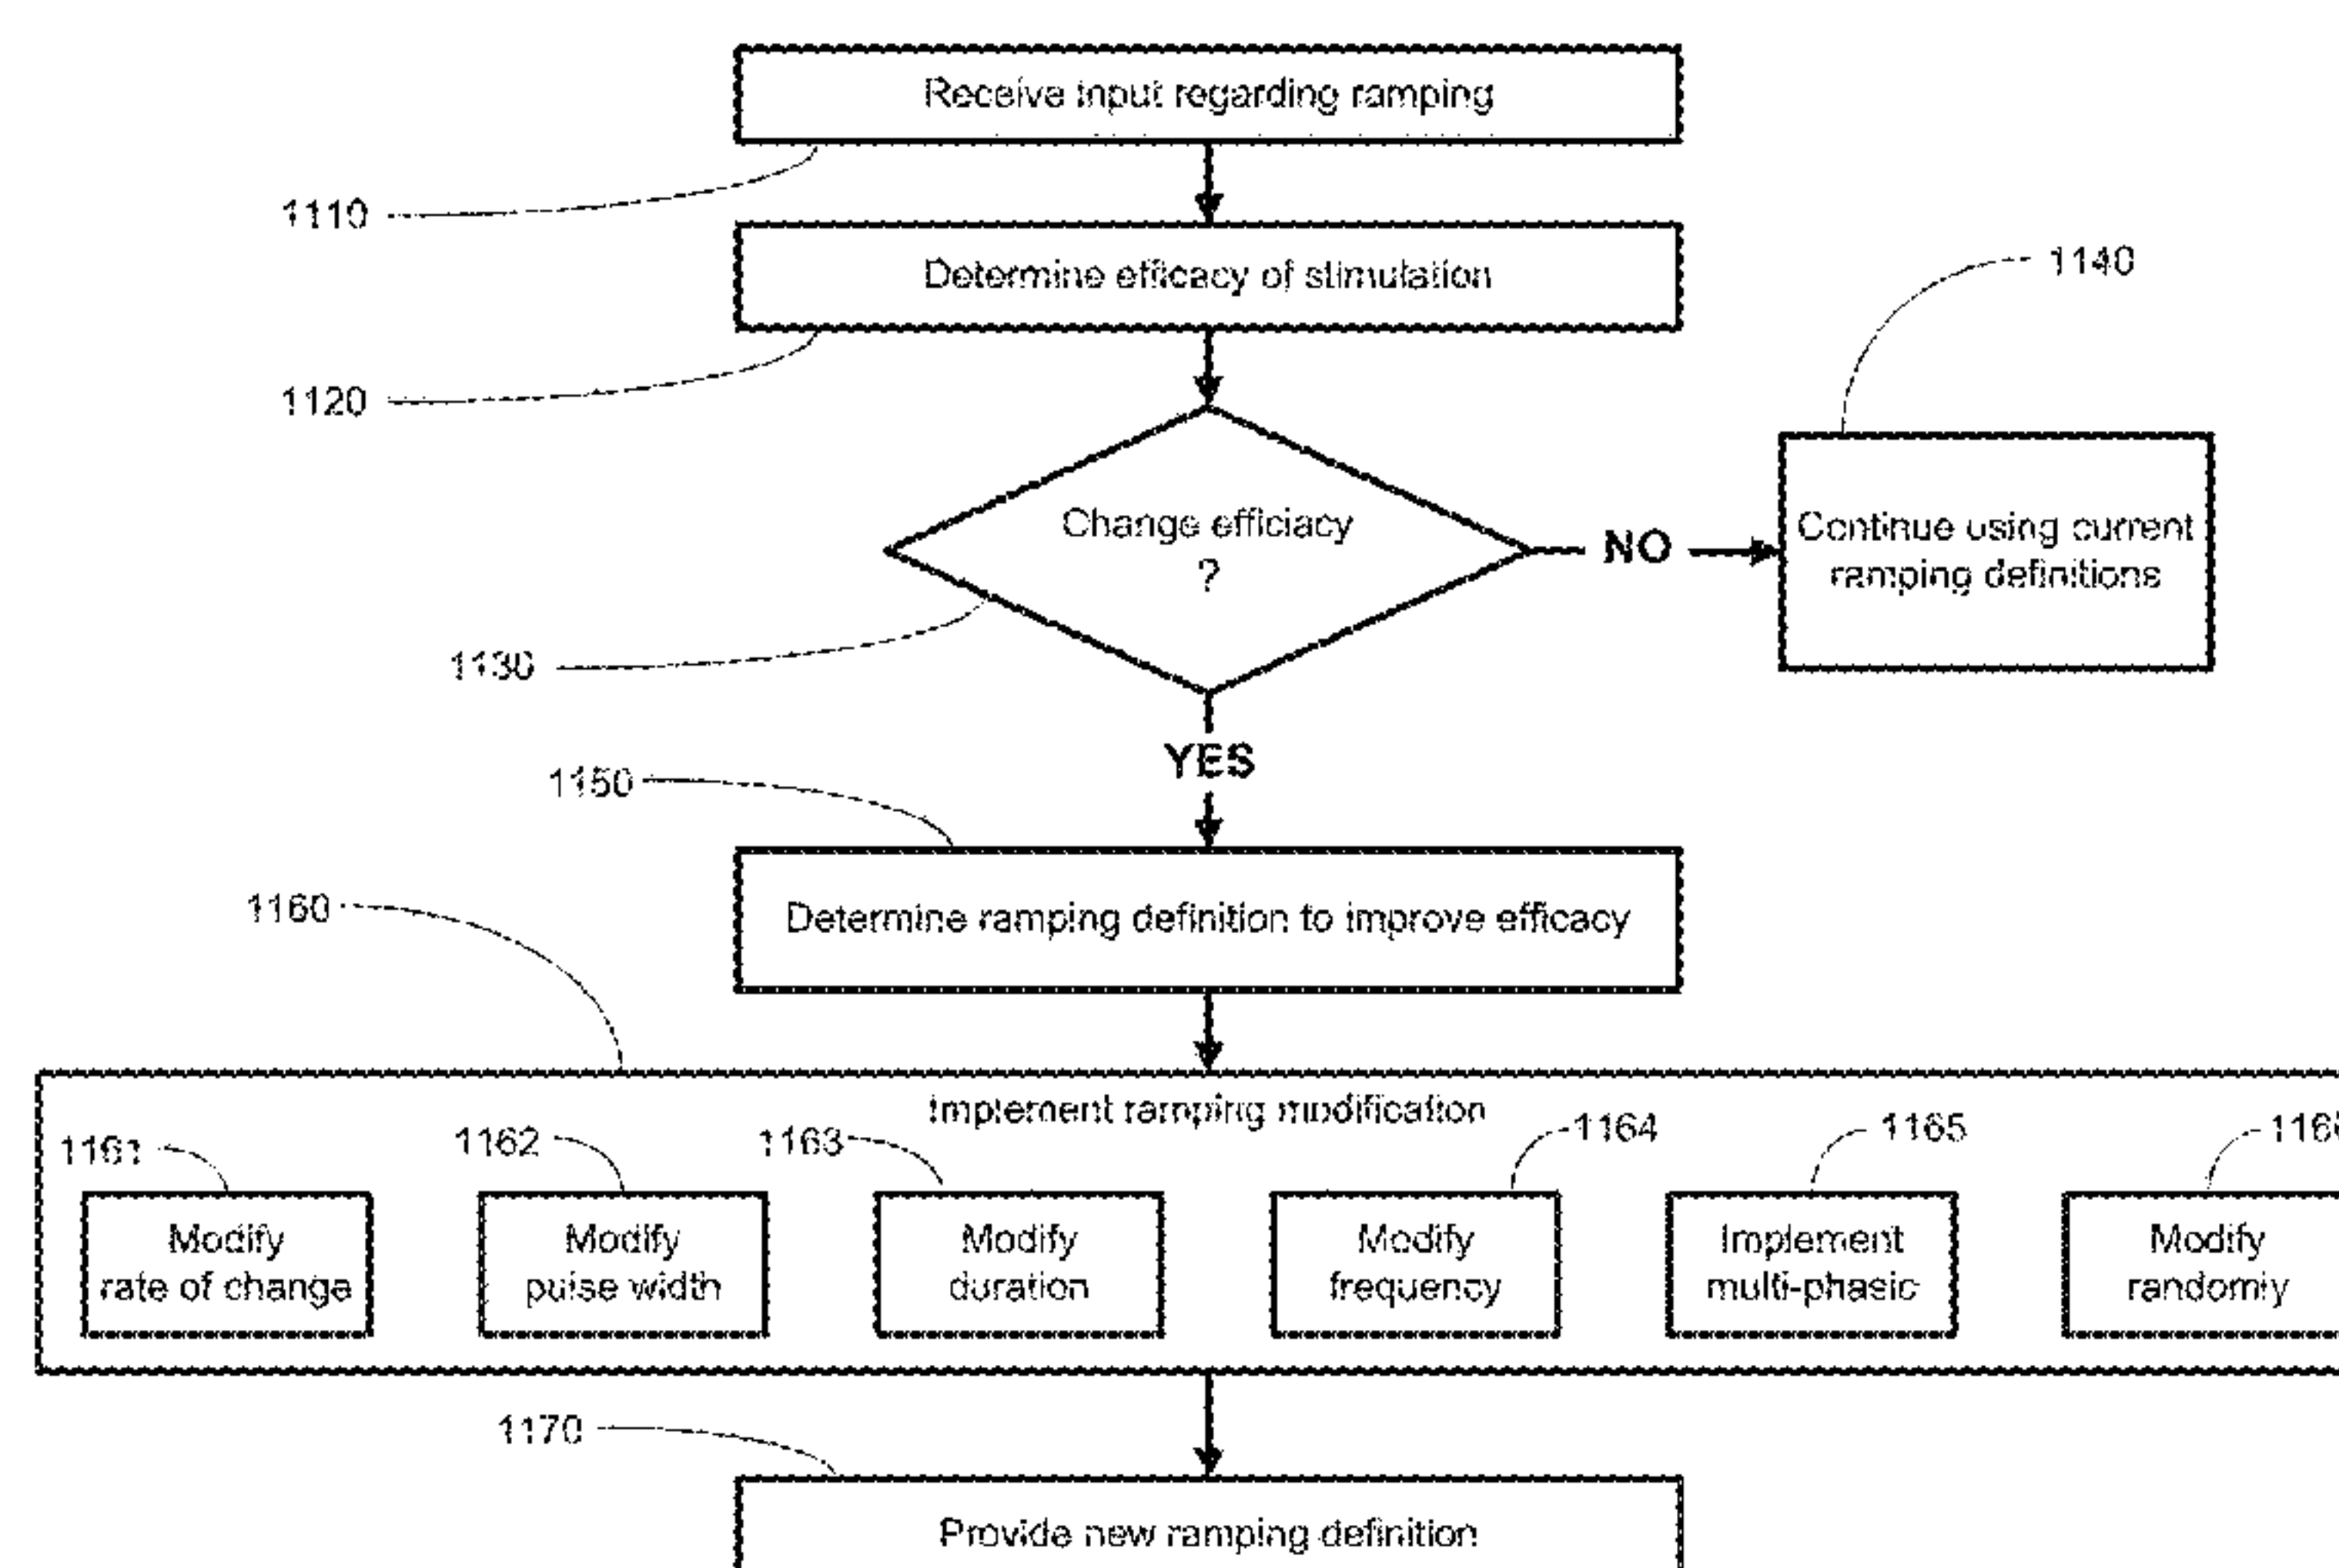 Receive input regarding ramping
1110
Determine efficacy of stimulation
1140
1120
Change efficiacy
?
NO
Continue using current
ramping definitions
1130
YES
1150
Determine ramping definition to improve efficacy
1160
Implement ramping modification
1161
1162
1163
1164
1165
Modify
rate of change
Modify
pulse width
Modify
duration
Modify
frequency
Implement
multi-phasic
Modify
randomly
1170
Provide new ramping definition